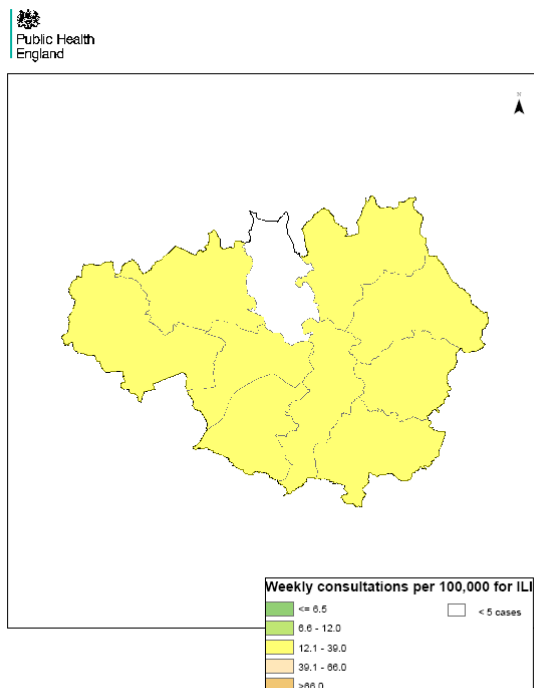 Public Health
England
Weekly consultations per 100,000 for ILI
<= 6.5
< 5 cases
6.6 - 12.0
12.1 - 39.0
39.1 - 66.0
>66.0